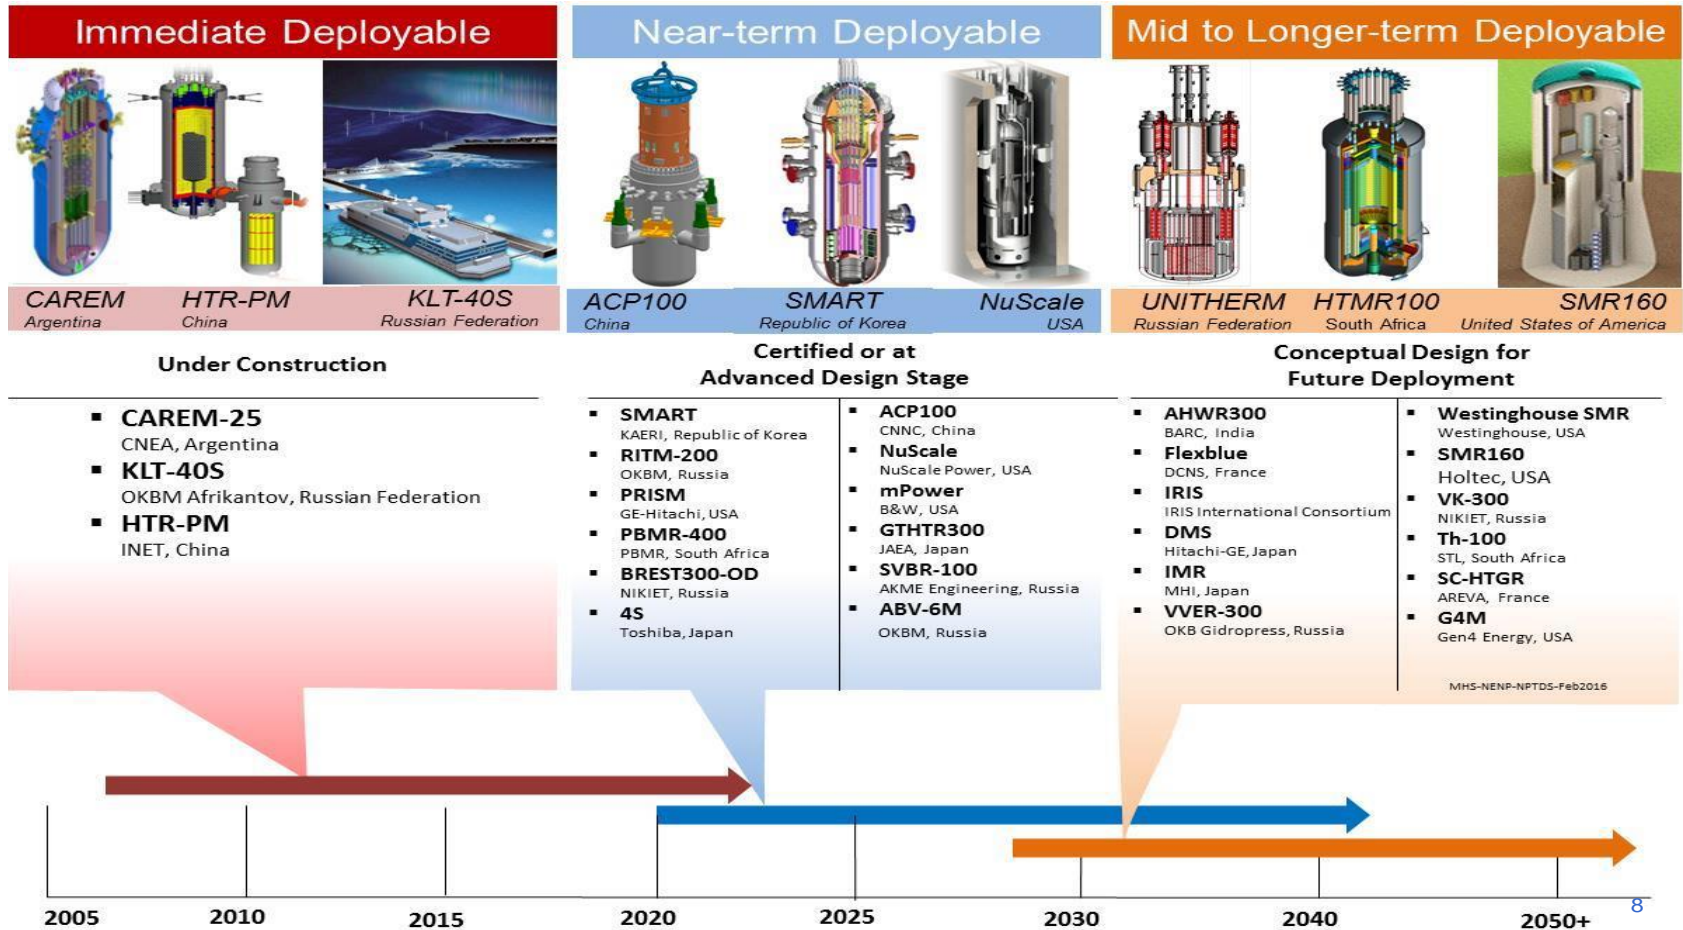 Immediate Deployable
Near-term Deployable
Mid to Longer-term Deployable
CAREM
Argentina
HTR-PM
China
KLT-40S
Russian Federation
ACP100
China
SMART
Republic of Korea
NuScale
USA
UNITHERM
Russian Federation
HTMR100
South Africa
SMR160
United States of America
Under Construction
▪ CAREM-25
CNEA, Argentina
▪ KLT-40S
OKBM Afrikantov, Russian Federation
▪ HTR-PM
INET, China
Certified or at
Advanced Design Stage
▪ SMART
KAERI, Republic of Korea
▪ RITM-200
OKBM, Russia
▪ PRISM
GE-Hitachi, USA
▪ PBMR-400
PBMR, South Africa
▪ BREST300-OD
NIKIET, Russia
▪ 4S
Toshiba, Japan
▪ ACP100
CNNC, China
▪ NuScale
NuScale Power, USA
▪ mPower
B&W, USA
▪ GTHTR300
JAEA, Japan
▪ SVBR-100
AKME Engineering, Russia
▪ ABV-6M
OKBM, Russia
Conceptual Design for
Future Deployment
▪ AHWR300
BARC, India
▪ Flexblue
DCNS, France
▪ IRIS
IRIS International Consortium
▪ DMS
Hitachi-GE, Japan
▪ IMR
MHI, Japan
▪ VVER-300
OKB Gidropress, Russia
▪ Westinghouse SMR
Westinghouse, USA
▪ SMR160
Holtec, USA
▪ VK-300
NIKIET, Russia
▪ Th-100
STL, South Africa
▪ SC-HTGR
AREVA, France
▪ G4M
Gen4 Energy, USA
MHS-NENP-NPTDS-Feb2016
2005
2010
2015
2020
2025
2030
2040
2050+
8